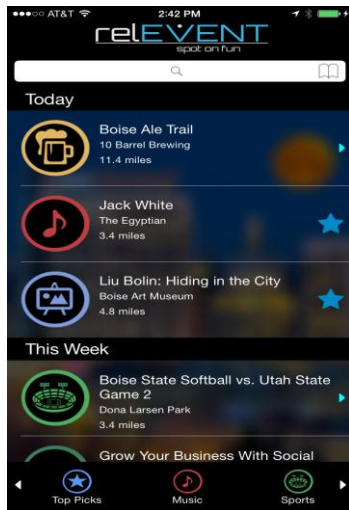 AT&T
2:42 PM
relEVENT
spot on fun
Today
Boise Ale Trail
10 Barrel Brewing
11.4 miles
Jack White
The Egyptian
3.4 miles
Liu Bolin: Hiding in the City
Boise Art Museum
4.8 miles
This Week
Boise State Softball vs. Utah State
Game 2
Dona Larsen Park
3.4 miles
Grow Your Business With Social
Top Picks
Music
Sports